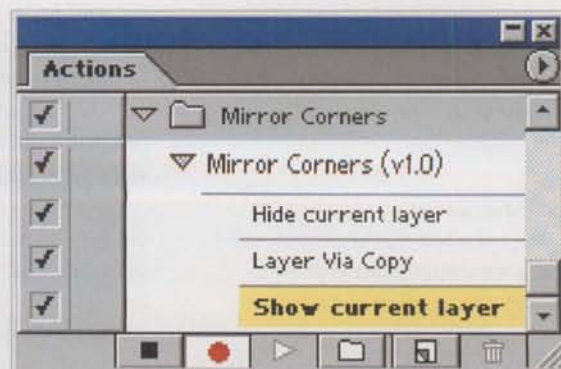 Actions
Mirror Corners
Mirror Corners (v1.0)
Hide current layer
Layer Via Copy
Show current layer